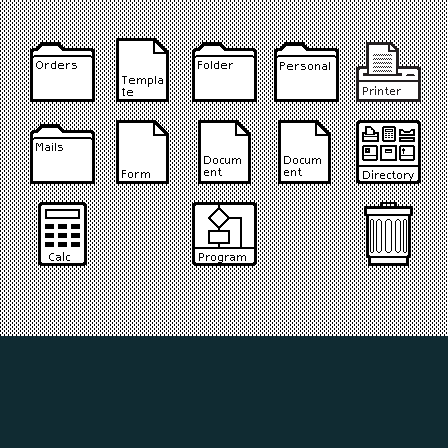 Orders
Templa
te
Folder
Personal
Printer
Mails
Form
Docum
ent
Docum
ent
Directory
Calc
Program